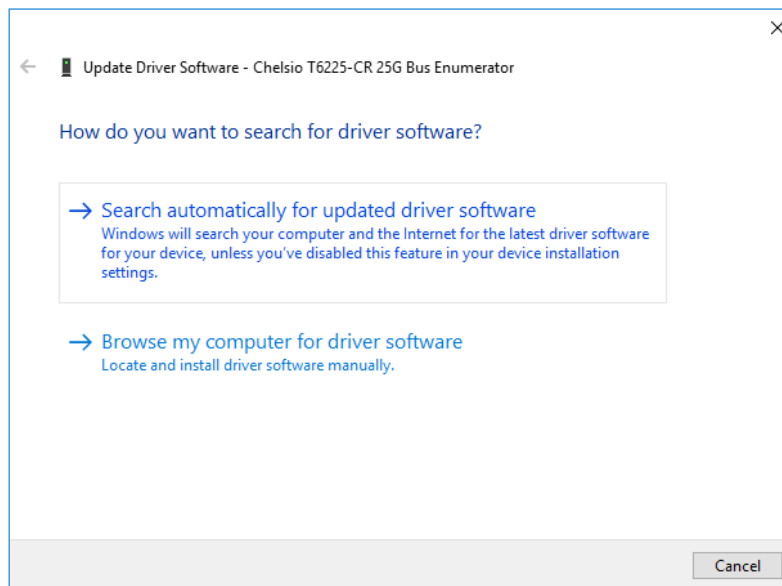 Update Driver Software - Chelsio T6225-CR 25G Bus Enumerator
How do you want to search for driver software?
Search automatically for updated driver software
Windows will search your computer and the Internet for the latest driver software
for your device, unless you've disabled this feature in your device installation
settings.
Browse my computer for driver software
Locate and install driver software manually.
Cancel